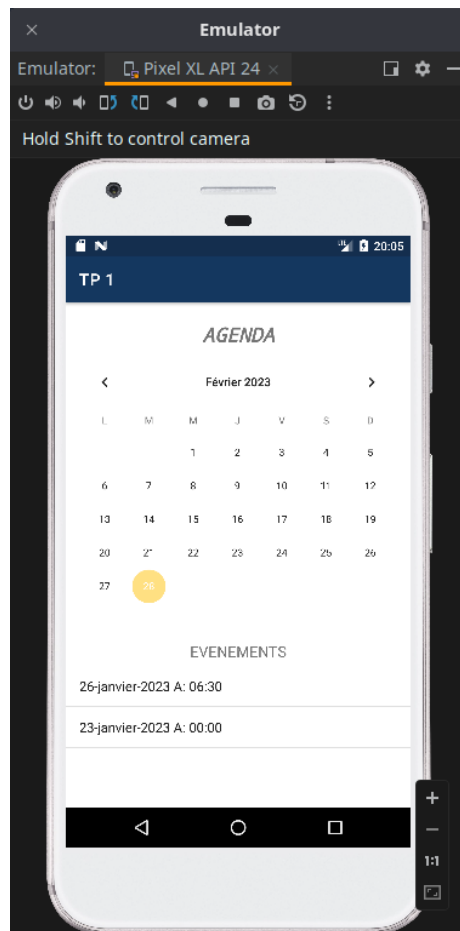 Emulator
Emulator: Pixel XL API 24
Hold Shift to control camera
20:05
TP 1
AGENDA
Février 2023
L M M J V S D
1 2 3 4 5
6 7 8 9 10 11 12
13 14 15 16 17 18 19
20 21 22 23 24 25 26
27 28
EVENEMENTS
26-janvier-2023 A: 06:30
23-janvier-2023 A: 00:00
1:1